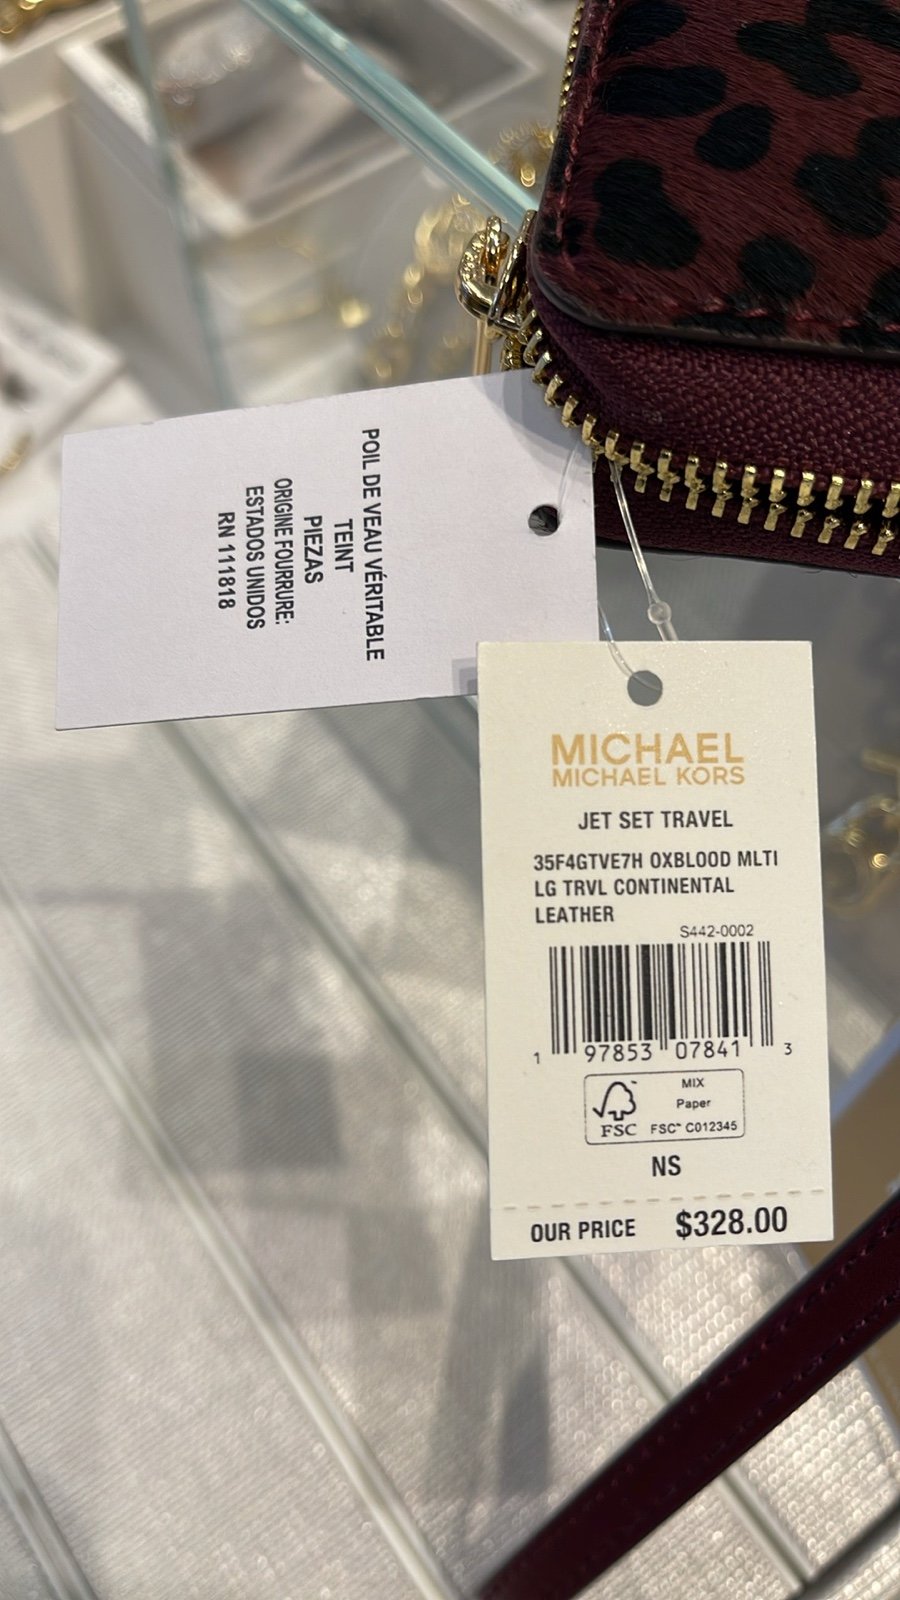 POIL DE VEAU VÉRITABLE
TEINT
PIEZAS
ORIGINE FOURRURE:
ESTADOS UNIDOS
RN 111818
MICHAEL
MICHAEL KORS
JET SET TRAVEL
35F4GTVE7H OXBLOOD MLTI
LG TRVL CONTINENTAL
LEATHER
S442-0002
1 97853 07841 3
FSC
MIX
Paper
FSC™ C012345
NS
OUR PRICE $328.00